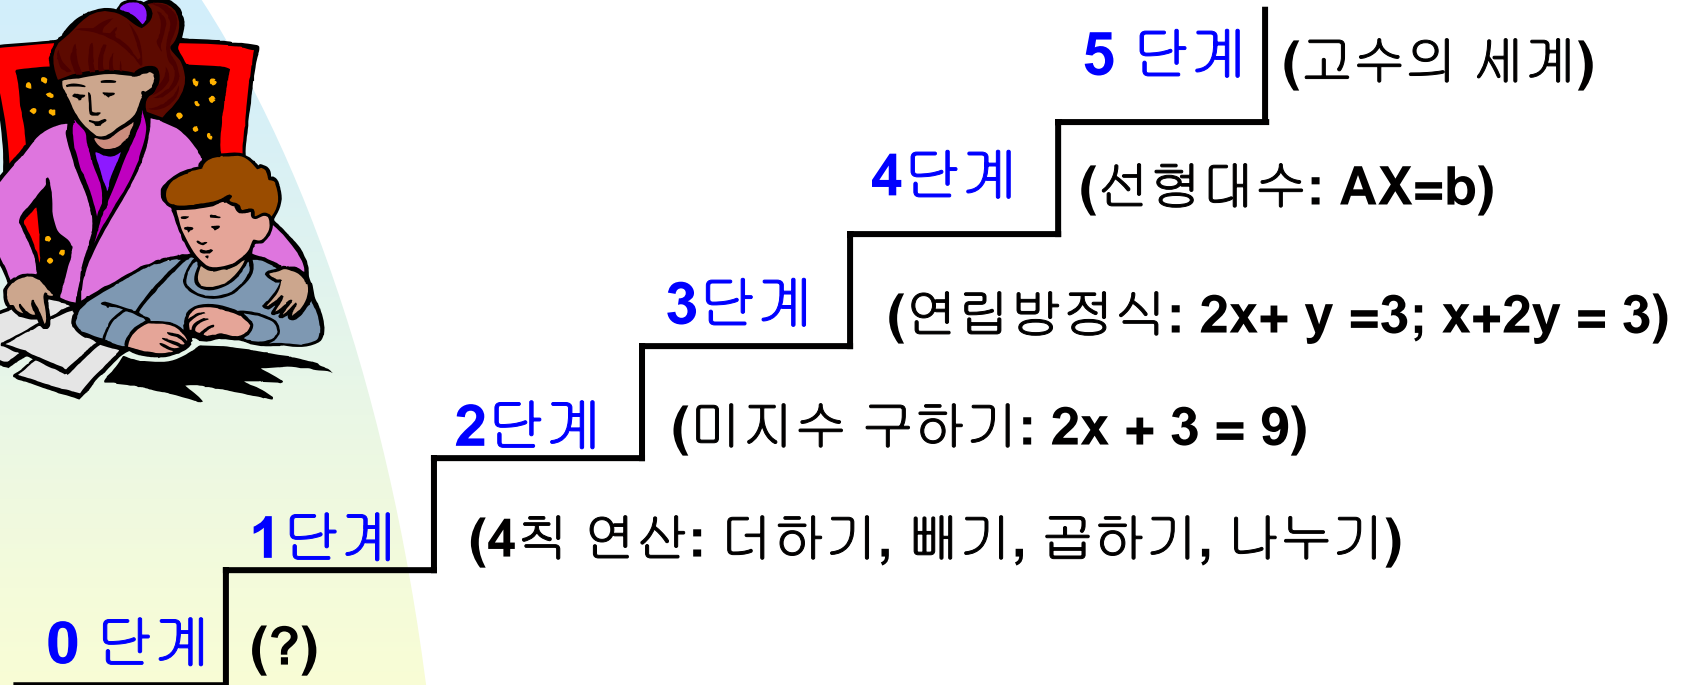 5 단계 (고수의 세계)
4단계 (선형대수: AX=b)
3단계 (연립방정식: 2x+ y =3; x+2y = 3)
2단계 (미지수 구하기: 2x + 3 = 9)
1단계 (4칙 연산: 더하기, 빼기, 곱하기, 나누기)
0 단계 (?)